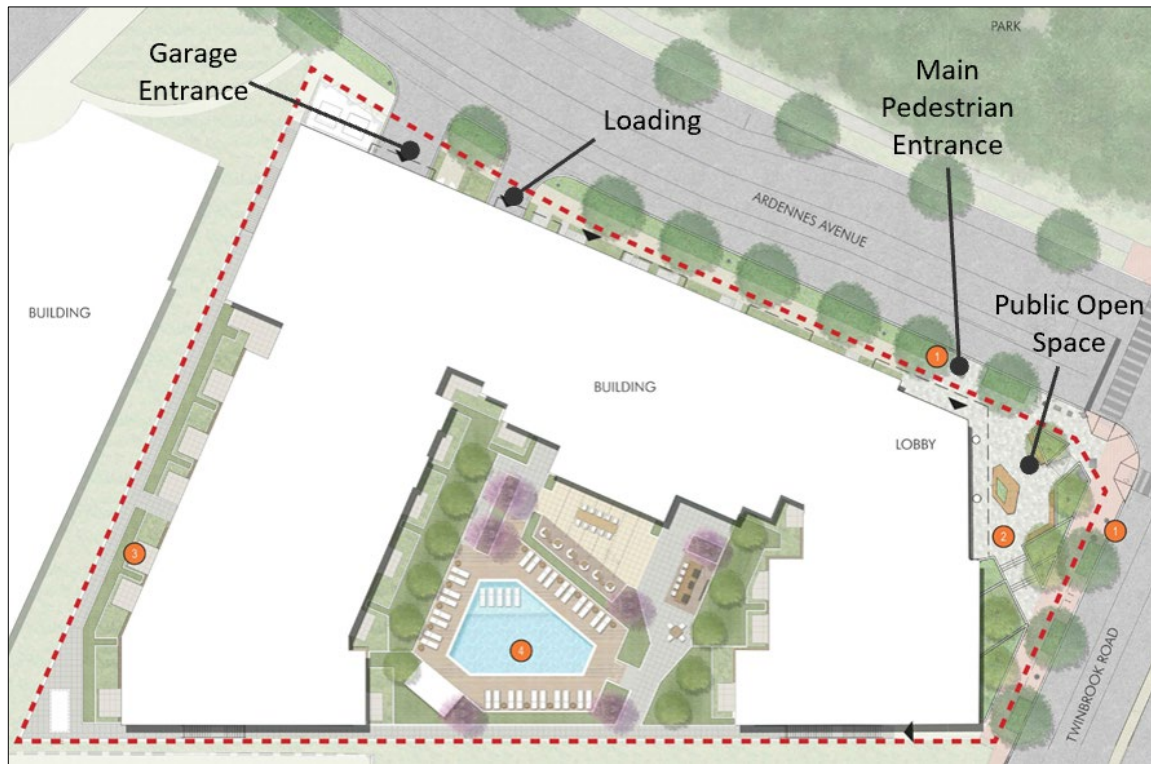 PARK
Garage
Entrance
Loading
Main
Pedestrian
Entrance
ARDENNES AVENUE
Public Open
Space
BUILDING
BUILDING
1
LOBBY
2
1
3
4
TWINBROOK ROAD